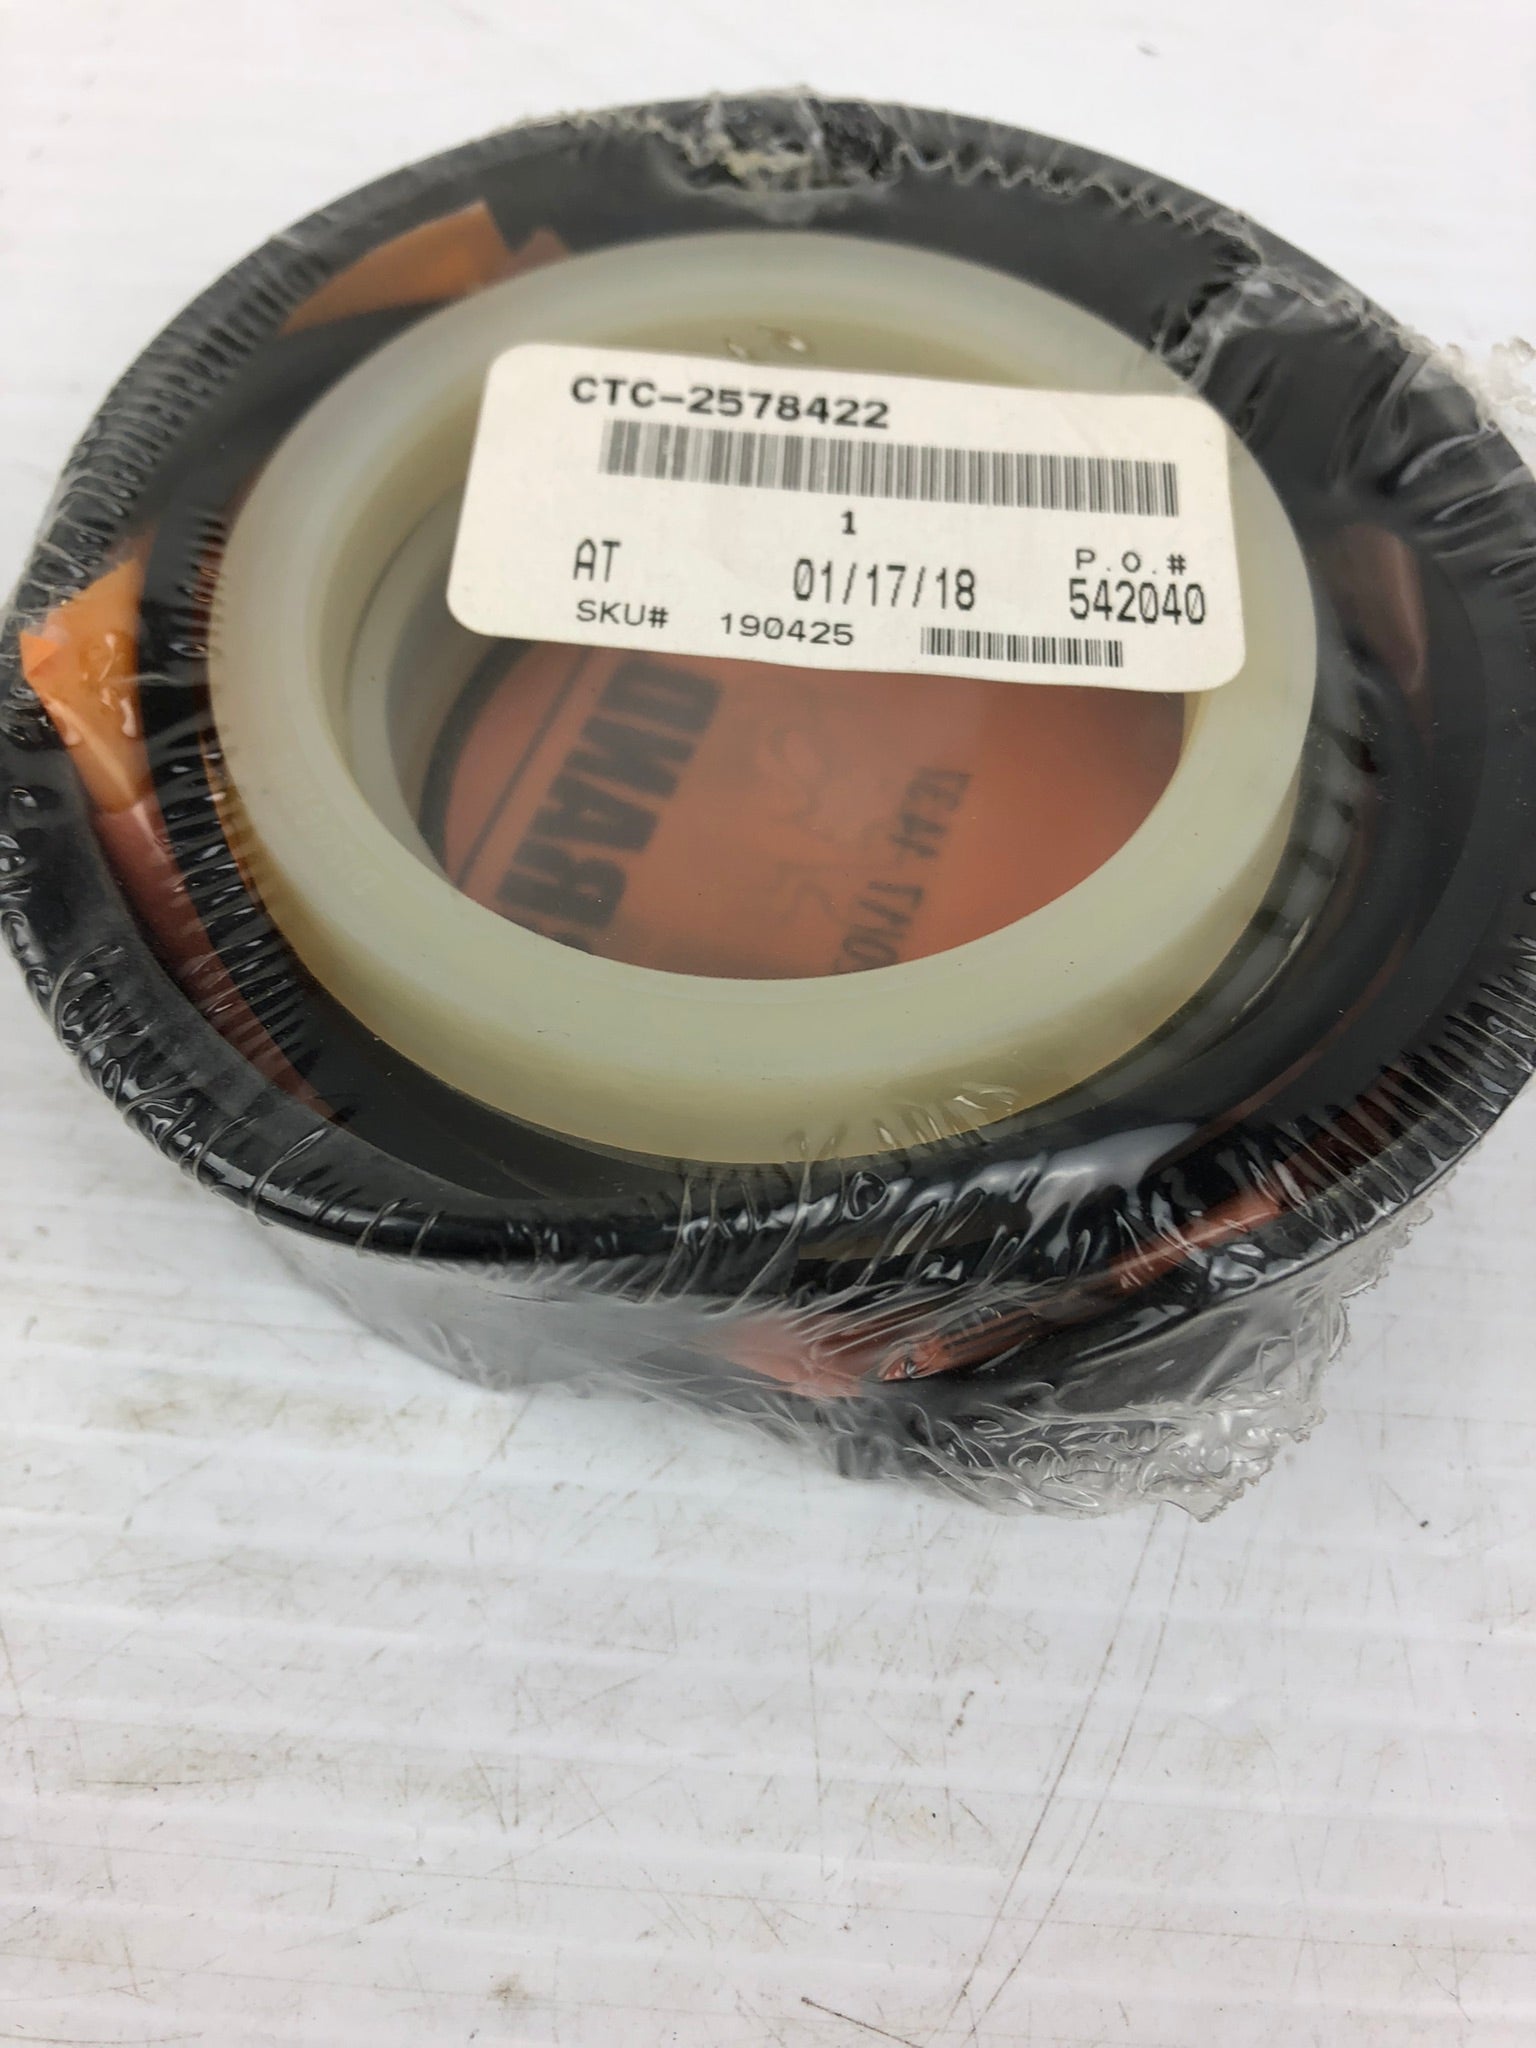 CTC-2578422
1
AT 01/17/18 P.O.# 542040
SKU# 190425